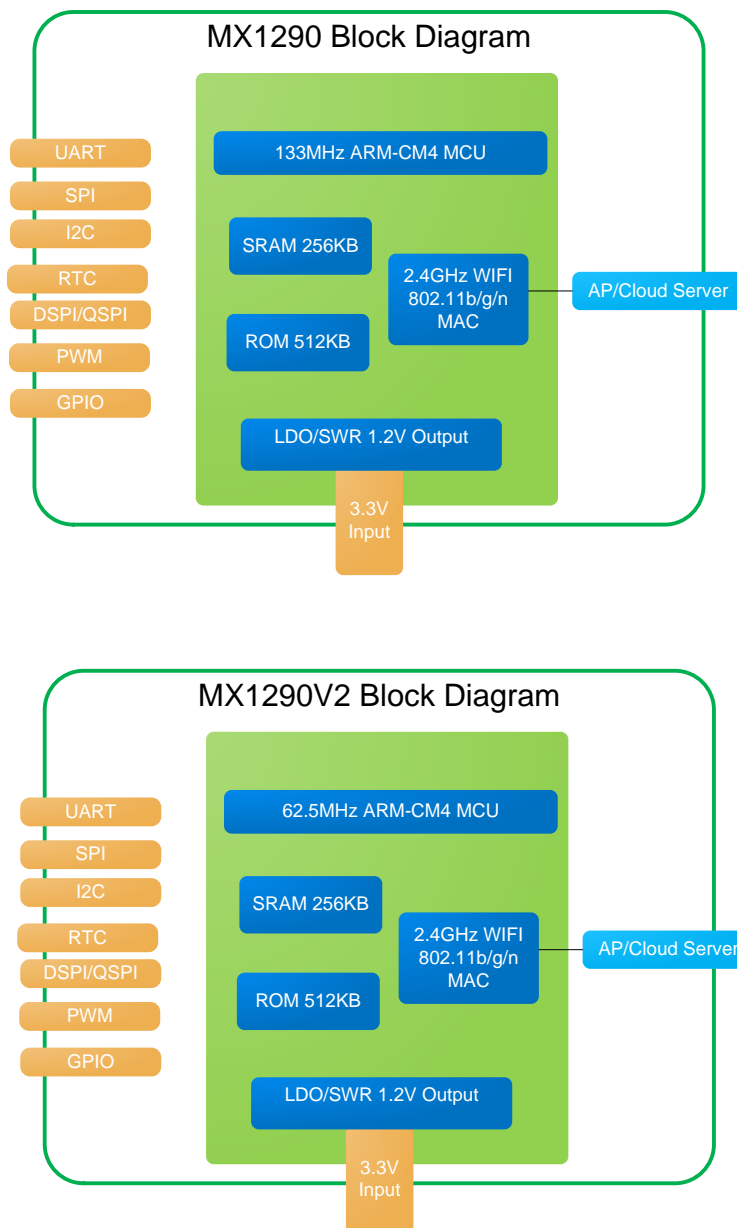 MX1290 Block Diagram
133MHz ARM-CM4 MCU
UART
SPI
I2C
RTC
DSPI/QSPI
PWM
GPIO
SRAM 256KB
ROM 512KB
2.4GHz WIFI
802.11b/g/n
MAC
AP/Cloud Server
LDO/SWR 1.2V Output
3.3V
Input
MX1290V2 Block Diagram
62.5MHz ARM-CM4 MCU
UART
SPI
I2C
RTC
DSPI/QSPI
PWM
GPIO
SRAM 256KB
ROM 512KB
2.4GHz WIFI
802.11b/g/n
MAC
AP/Cloud Server
LDO/SWR 1.2V Output
3.3V
Input